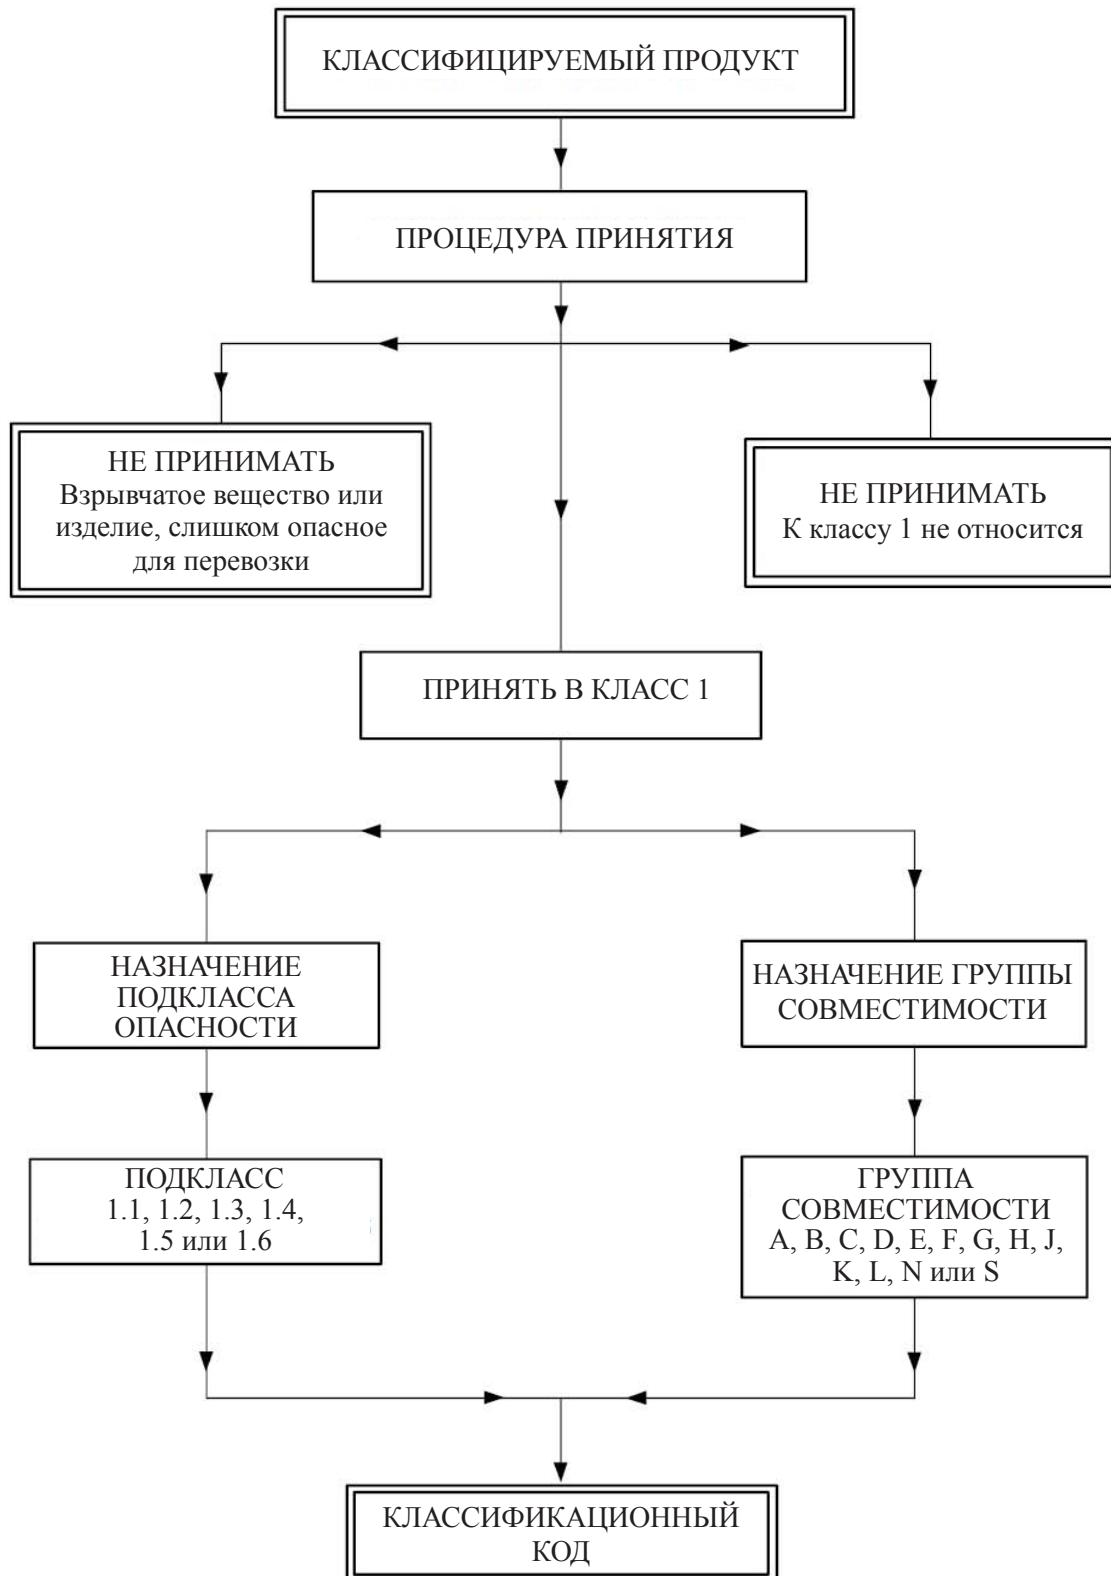 КЛАССИФИЦИРУЕМЫЙ ПРОДУКТ
ПРОЦЕДУРА ПРИНЯТИЯ
НЕ ПРИНИМАТЬ
Взрывчатое вещество или
изделие, слишком опасное
для перевозки
НЕ ПРИНИМАТЬ
К классу 1 не относится
ПРИНЯТЬ В КЛАСС 1
НАЗНАЧЕНИЕ
ПОДКЛАССА
ОПАСНОСТИ
НАЗНАЧЕНИЕ ГРУППЫ
СОВМЕСТИМОСТИ
ПОДКЛАСС
1.1, 1.2, 1.3, 1.4,
1.5 или 1.6
ГРУППА
СОВМЕСТИМОСТИ
A, B, C, D, E, F, G, H, J,
K, L, N или S
КЛАССИФИКАЦИОННЫЙ
КОД